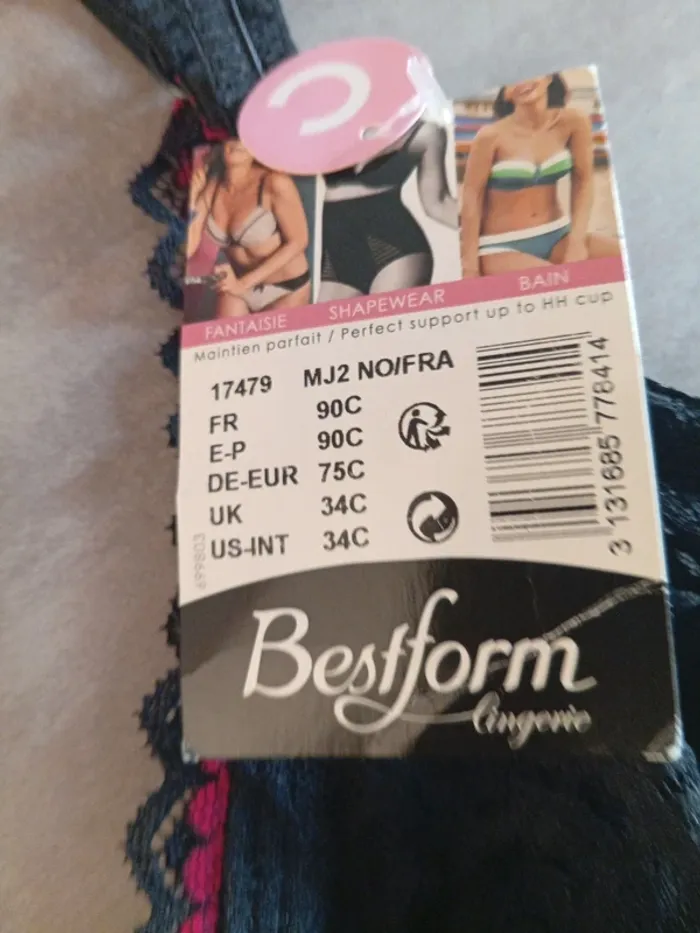 C
FANTAISIE SHAPEWEAR BAIN
Maintien parfait / Perfect support up to HH cup
17479 MJ2 NO/FRA
FR 90C
E-P 90C
DE-EUR 75C
UK 34C
US-INT 34C
3 131685 778414
699803
Bestform
lingerie